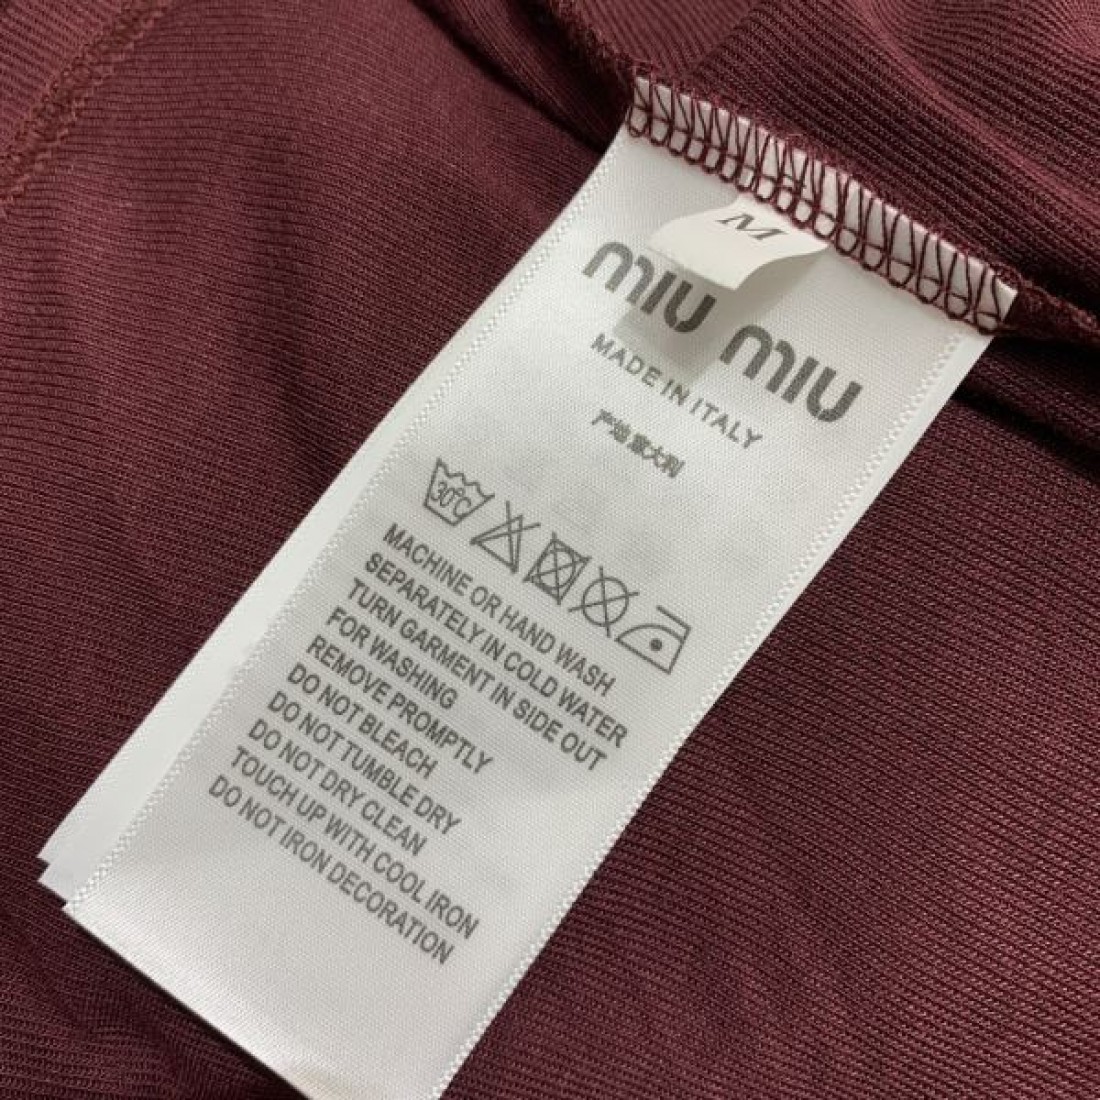 M
miu miu
MADE IN ITALY
产地 意大利
30°C
MACHINE OR HAND WASH
SEPARATELY IN COLD WATER
TURN GARMENT IN SIDE OUT
FOR WASHING
REMOVE PROMPTLY
DO NOT BLEACH
DO NOT TUMBLE DRY
DO NOT DRY CLEAN
TOUCH UP WITH COOL IRON
DO NOT IRON DECORATION